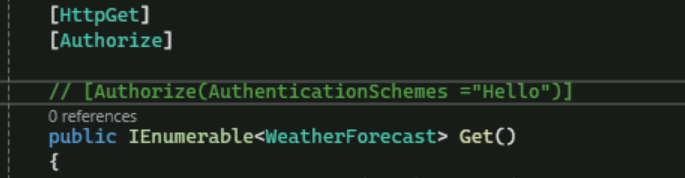 [HttpGet]
[Authorize]
// [Authorize(AuthenticationSchemes ="Hello")]
0 references
public IEnumerable<WeatherForecast> Get()
{